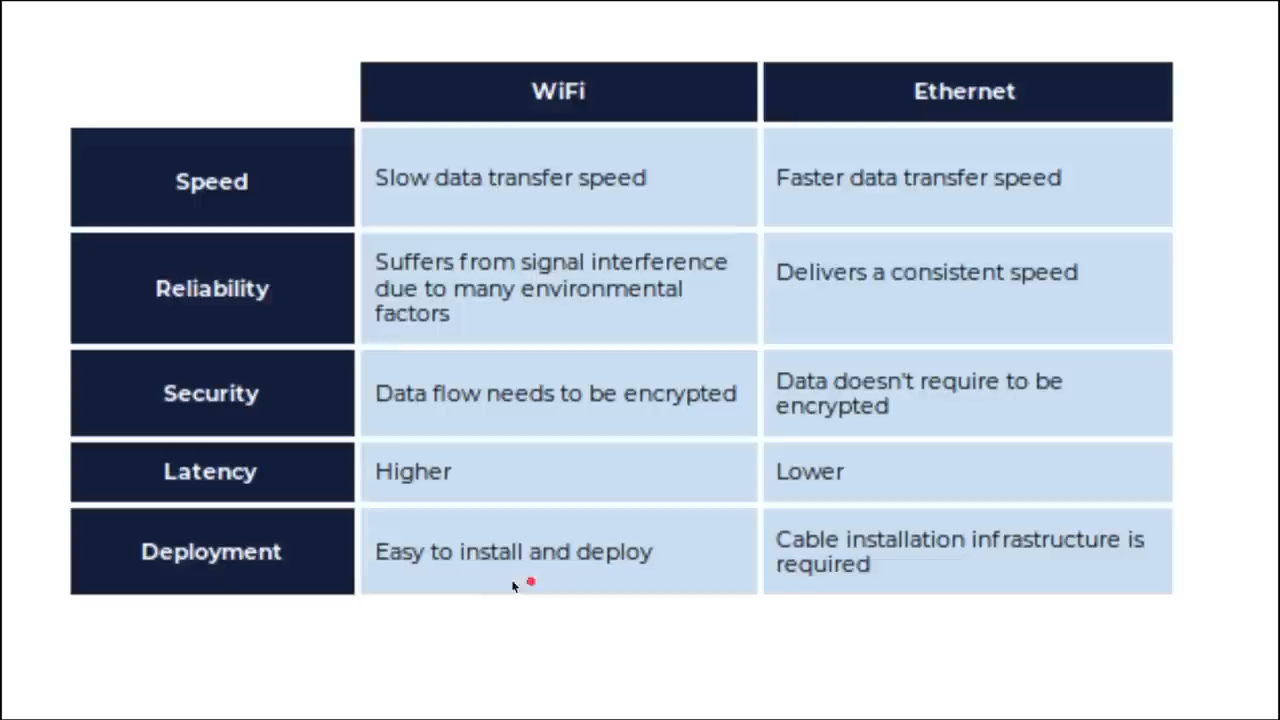 WiFi
Ethernet
Speed
Slow data transfer speed
Faster data transfer speed
Reliability
Suffers from signal interference
due to many environmental
factors
Delivers a consistent speed
Security
Data flow needs to be encrypted
Data doesn't require to be
encrypted
Latency
Higher
Lower
Deployment
Easy to install and deploy
Cable installation infrastructure is
required